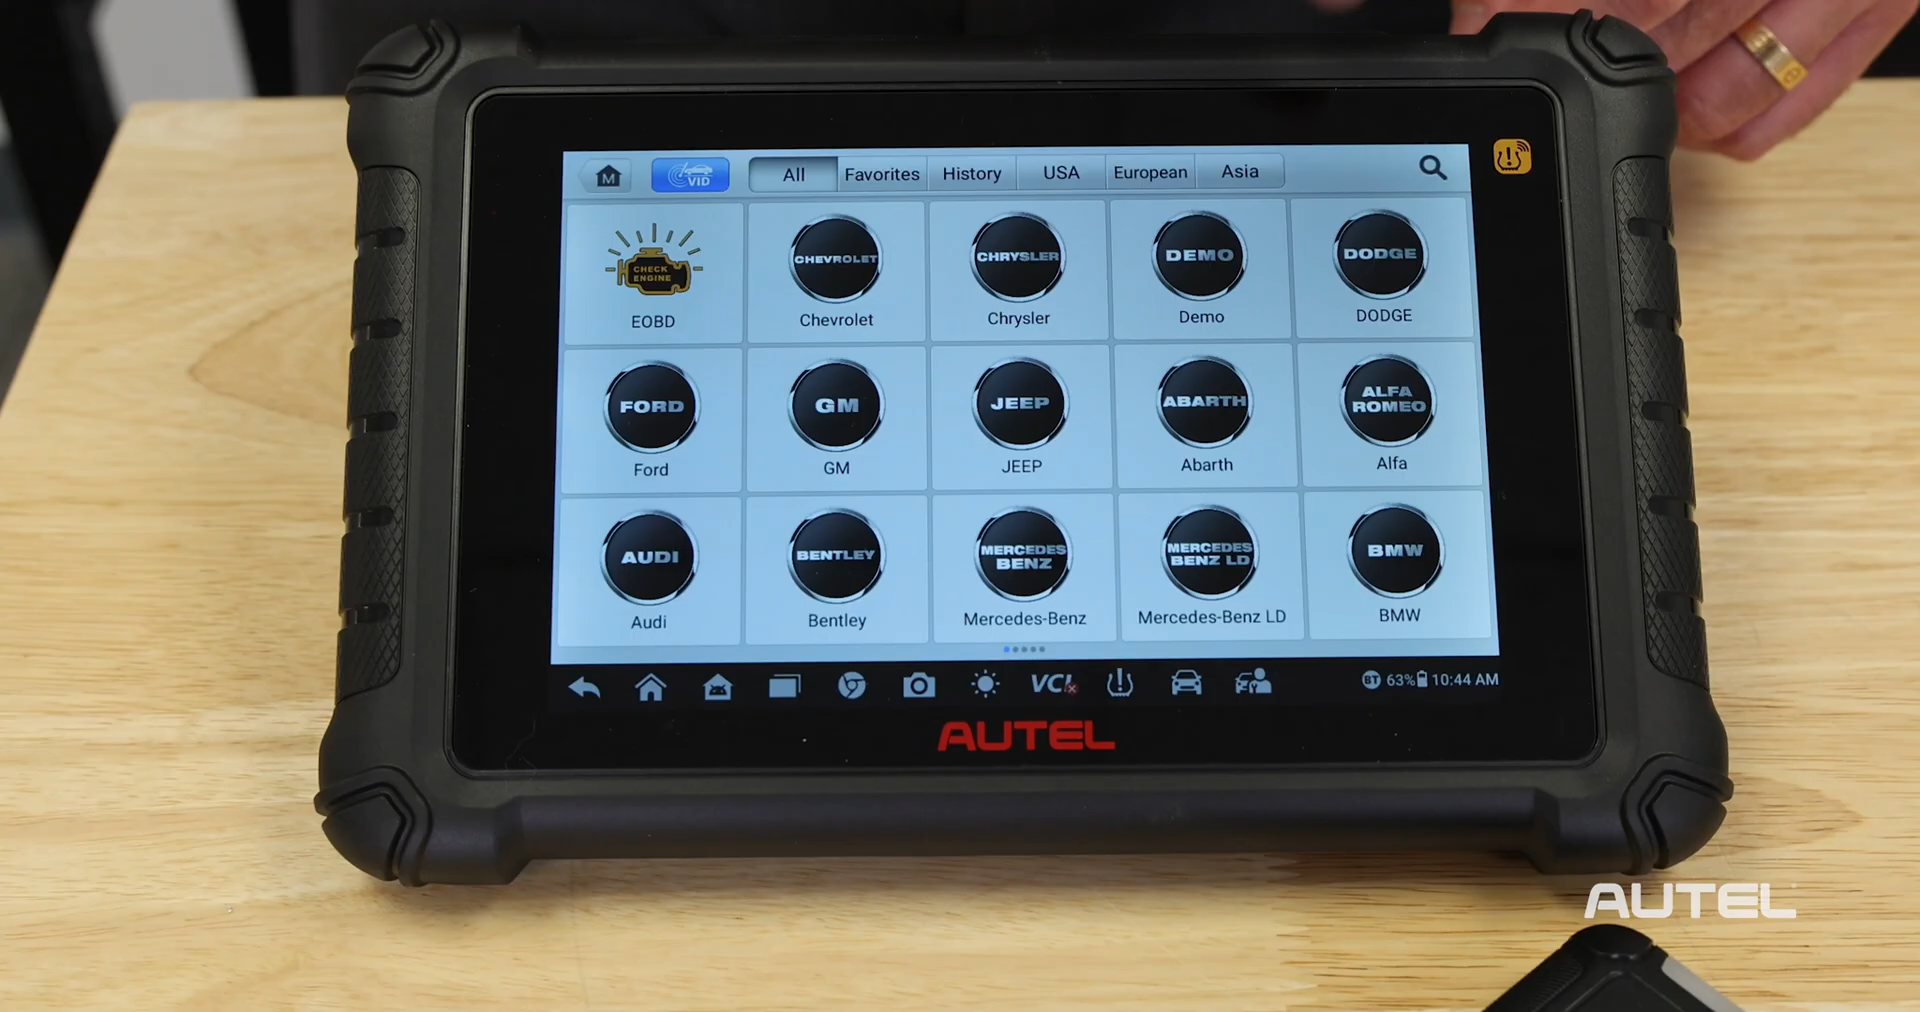 VID
All
Favorites
History
USA
European
Asia
CHECK
ENGINE
EOBD
CHEVROLET
Chevrolet
CHRYSLER
Chrysler
DEMO
Demo
DODGE
DODGE
FORD
Ford
GM
GM
JEEP
JEEP
ABARTH
Abarth
ALFA
ROMEO
Alfa
AUDI
Audi
BENTLEY
Bentley
MERCEDES
BENZ
Mercedes-Benz
MERCEDES
BENZ LD
Mercedes-Benz LD
BMW
BMW
VCI
BT 63% 10:44 AM
AUTEL
AUTEL
M